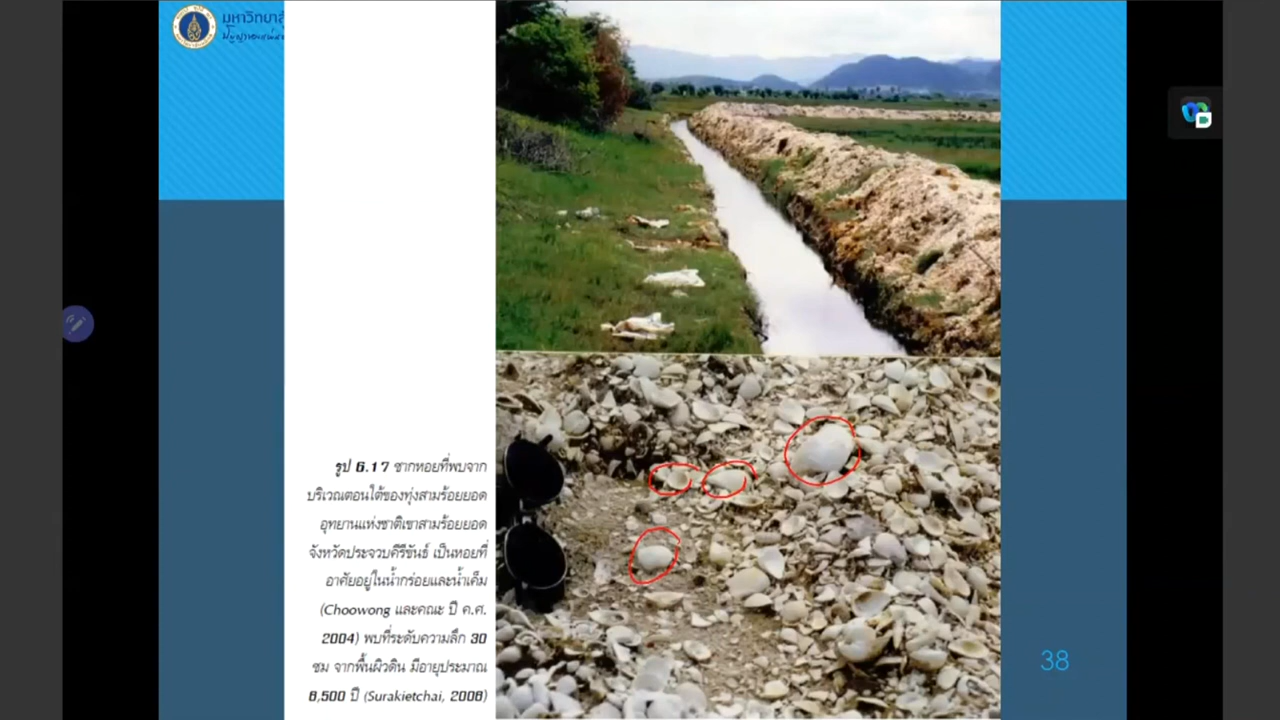 รูป 6.17 ซากหอยที่พบจาก
บริเวณตอนใต้ของทุ่งสามร้อยยอด
อุทยานแห่งชาติเขาสามร้อยยอด
จังหวัดประจวบคีรีขันธ์ เป็นหอยที่
อาศัยอยู่ในน้ำกร่อยและน้ำเค็ม
(Choowong และคณะ ปี ค.ศ.
2004) พบที่ระดับความลึก 30
ซม จากพื้นผิวดิน มีอายุประมาณ
6,500 ปี (Surakietchai, 2006)
38